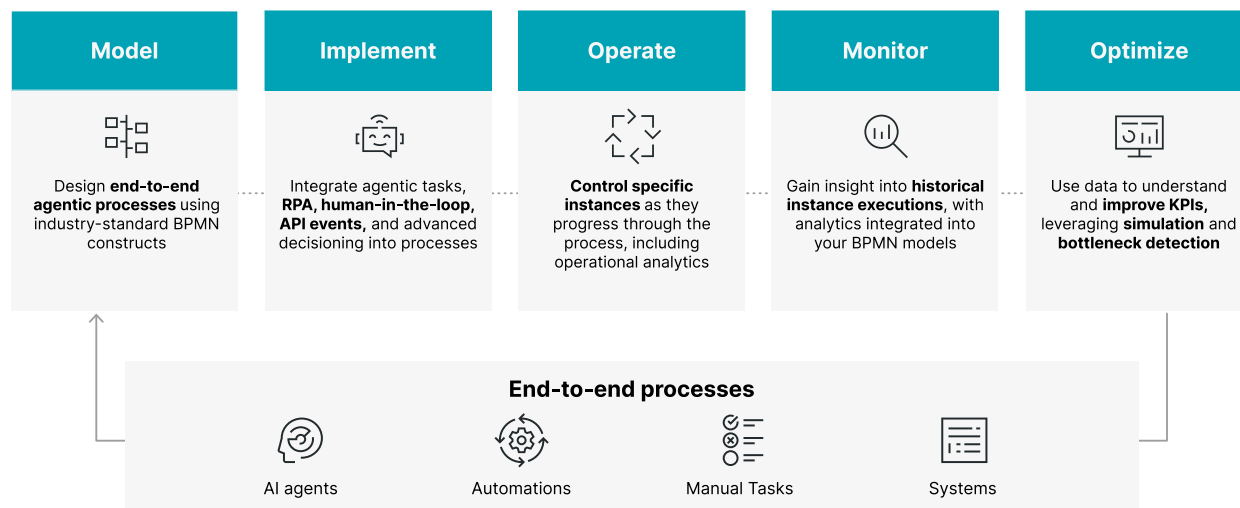 Model
Design end-to-end
agentic processes using
industry-standard BPMN
constructs
Implement
Integrate agentic tasks,
RPA, human-in-the-loop,
API events, and advanced
decisioning into processes
Operate
Control specific
instances as they
progress through the
process, including
operational analytics
Monitor
Gain insight into historical
instance executions, with
analytics integrated into
your BPMN models
Optimize
Use data to understand
and improve KPIs,
leveraging simulation and
bottleneck detection
End-to-end processes
AI agents
Automations
Manual Tasks
Systems